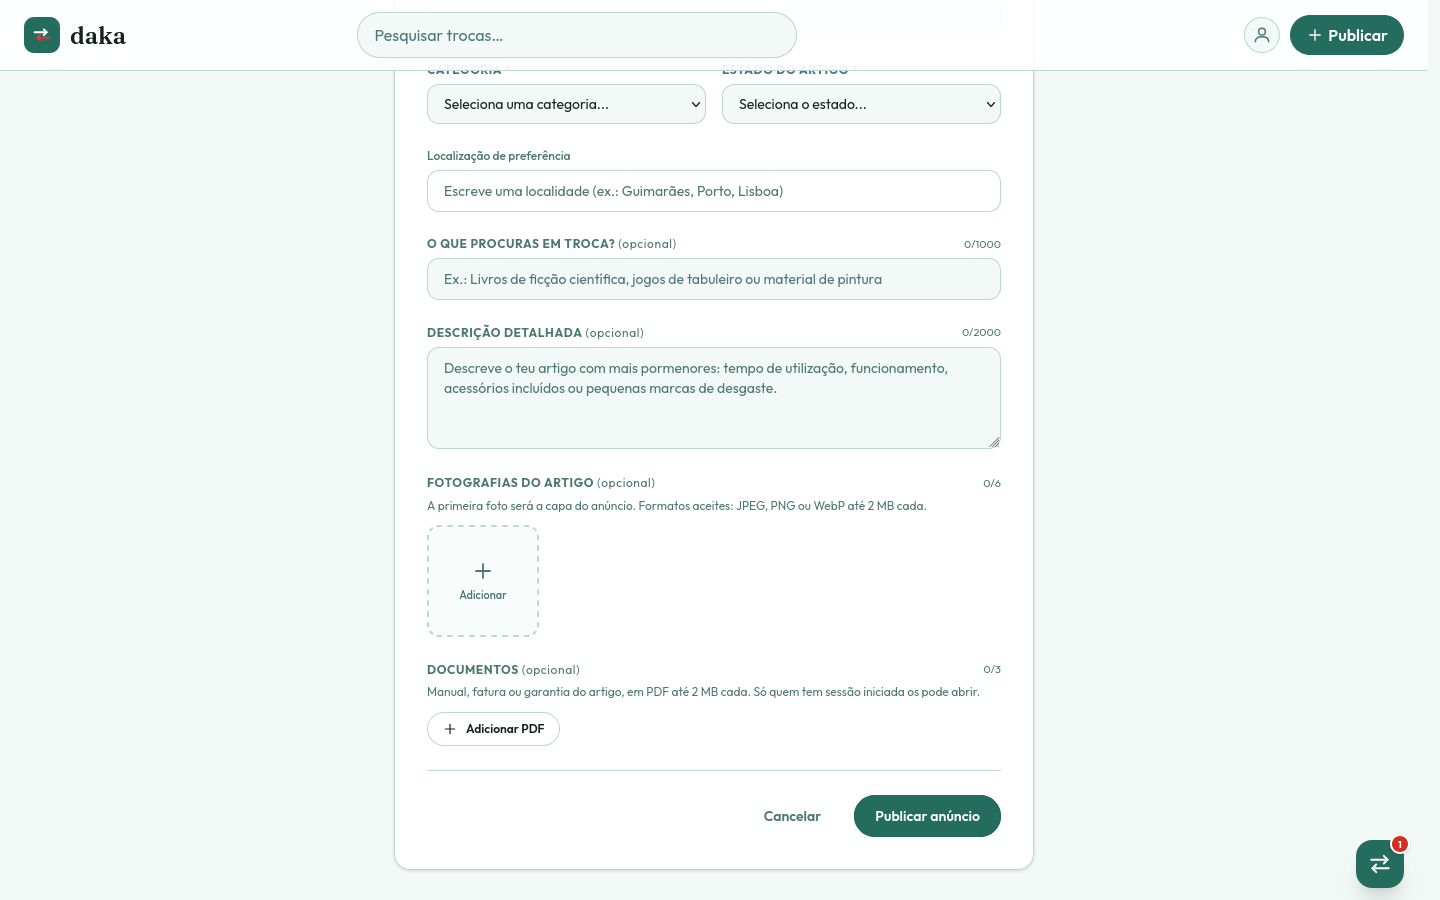 daka
Pesquisar trocas...
Publicar
CATEGORIA *
ESTADO DO ARTIGO *
Seleciona uma categoria...
Seleciona o estado...
Localização de preferência
Escreve uma localidade (ex.: Guimarães, Porto, Lisboa)
O QUE PROCURAS EM TROCA? (opcional)
0/1000
Ex.: Livros de ficção científica, jogos de tabuleiro ou material de pintura
DESCRIÇÃO DETALHADA (opcional)
0/2000
Descreve o teu artigo com mais pormenores: tempo de utilização, funcionamento,
acessórios incluídos ou pequenas marcas de desgaste.
FOTOGRAFIAS DO ARTIGO (opcional)
0/6
A primeira foto será a capa do anúncio. Formatos aceites: JPEG, PNG ou WebP até 2 MB cada.
Adicionar
DOCUMENTOS (opcional)
0/3
Manual, fatura ou garantia do artigo, em PDF até 2 MB cada. Só quem tem sessão iniciada os pode abrir.
Adicionar PDF
Cancelar
Publicar anúncio
1